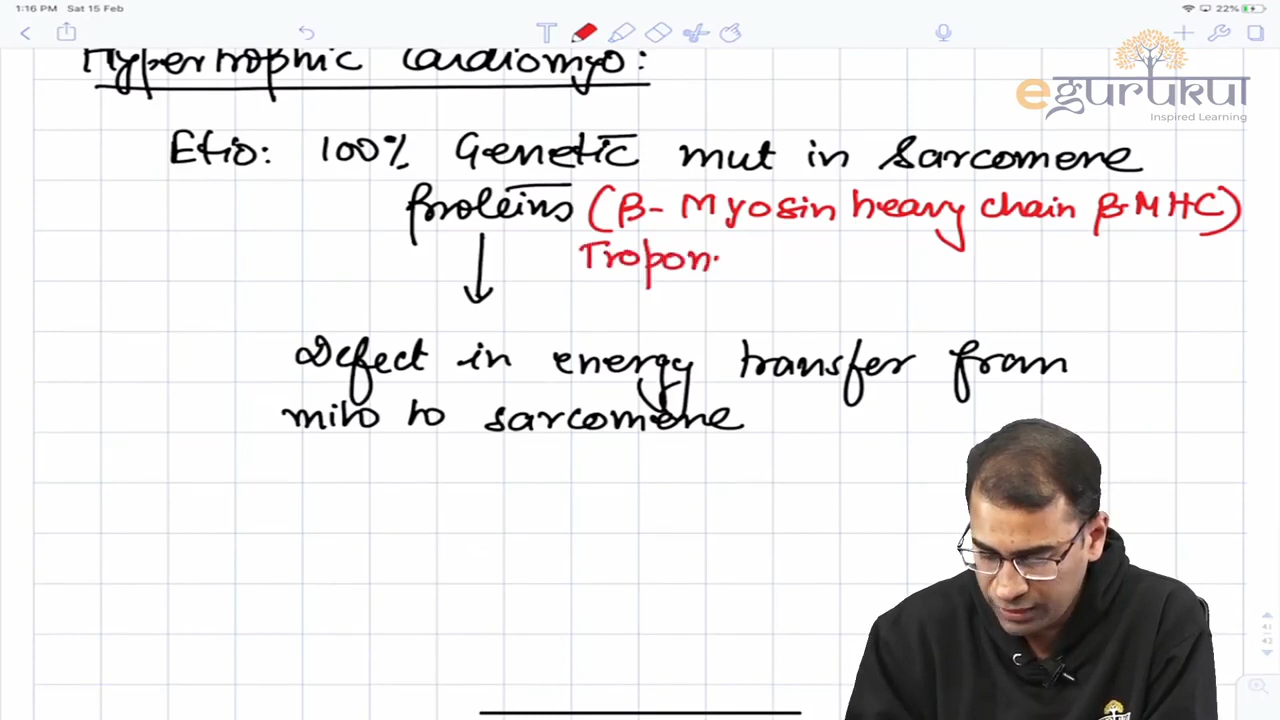 1:16 PM Sat 15 Feb
22%
egurukul
Inspired Learning
Hypertrophic Cardiomyo:
Etio: 100% Genetic mut in Sarcomere
proteins (β- Myosin heavy chain β-MHC)
Tropon.
Defect in energy transfer from
mito to sarcomere